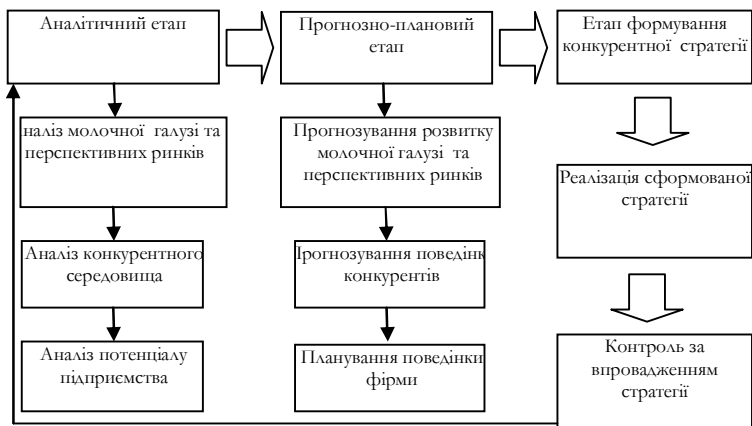 Аналітичний етап
Прогнозно-плановий
етап
Етап формування
конкурентної стратегії
наліз молочної галузі та
перспективних ринків
Прогнозування розвитку
молочної галузі та
перспективних ринків
Реалізація сформованої
стратегії
Аналіз конкурентного
середовища
рогнозування поведінк
конкурентів
Аналіз потенціалу
підприємства
Планування поведінки
фірми
Контроль за
впровадженням
стратегії